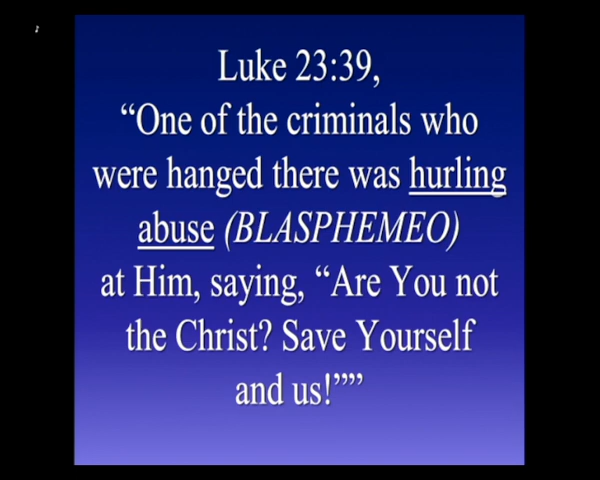 Luke 23:39,
“One of the criminals who
were hanged there was hurling
abuse (BLASPHEMEO)
at Him, saying, “Are You not
the Christ? Save Yourself
and us!””